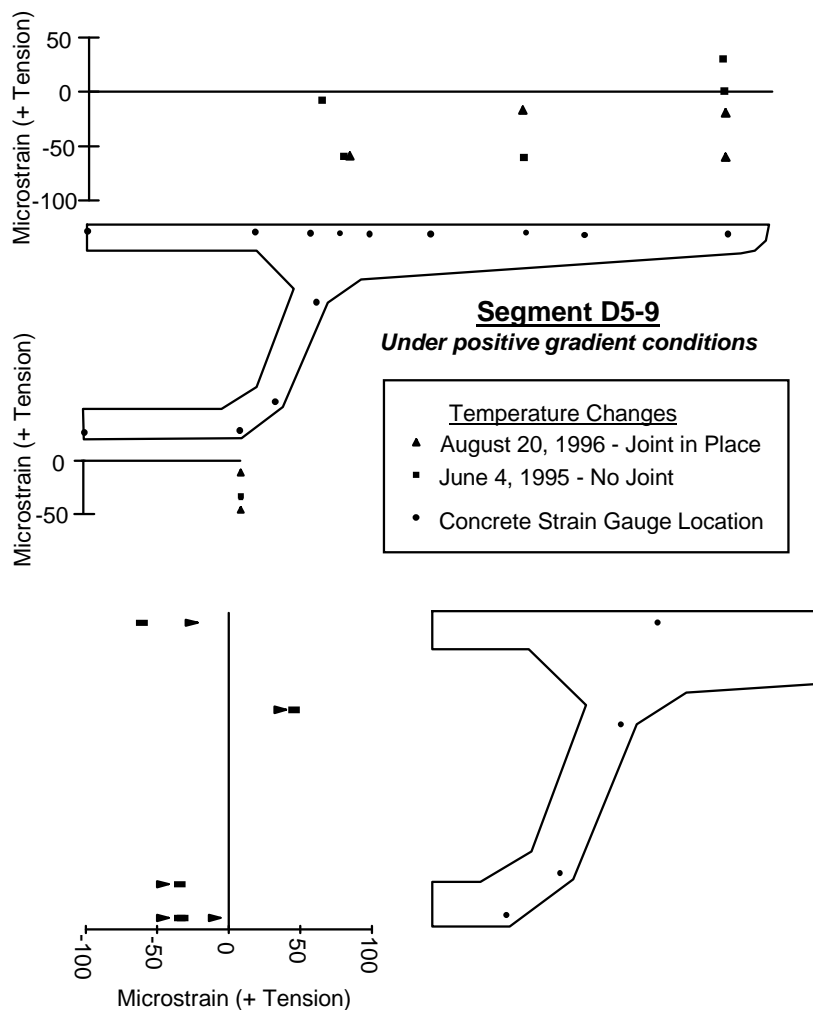 50
0
-50
-100
Microstrain (+ Tension)
Segment D5-9
Under positive gradient conditions
Temperature Changes
August 20, 1996 - Joint in Place
June 4, 1995 - No Joint
Concrete Strain Gauge Location
0
-50
Microstrain (+ Tension)
-100
-50
0
50
100
Microstrain (+ Tension)